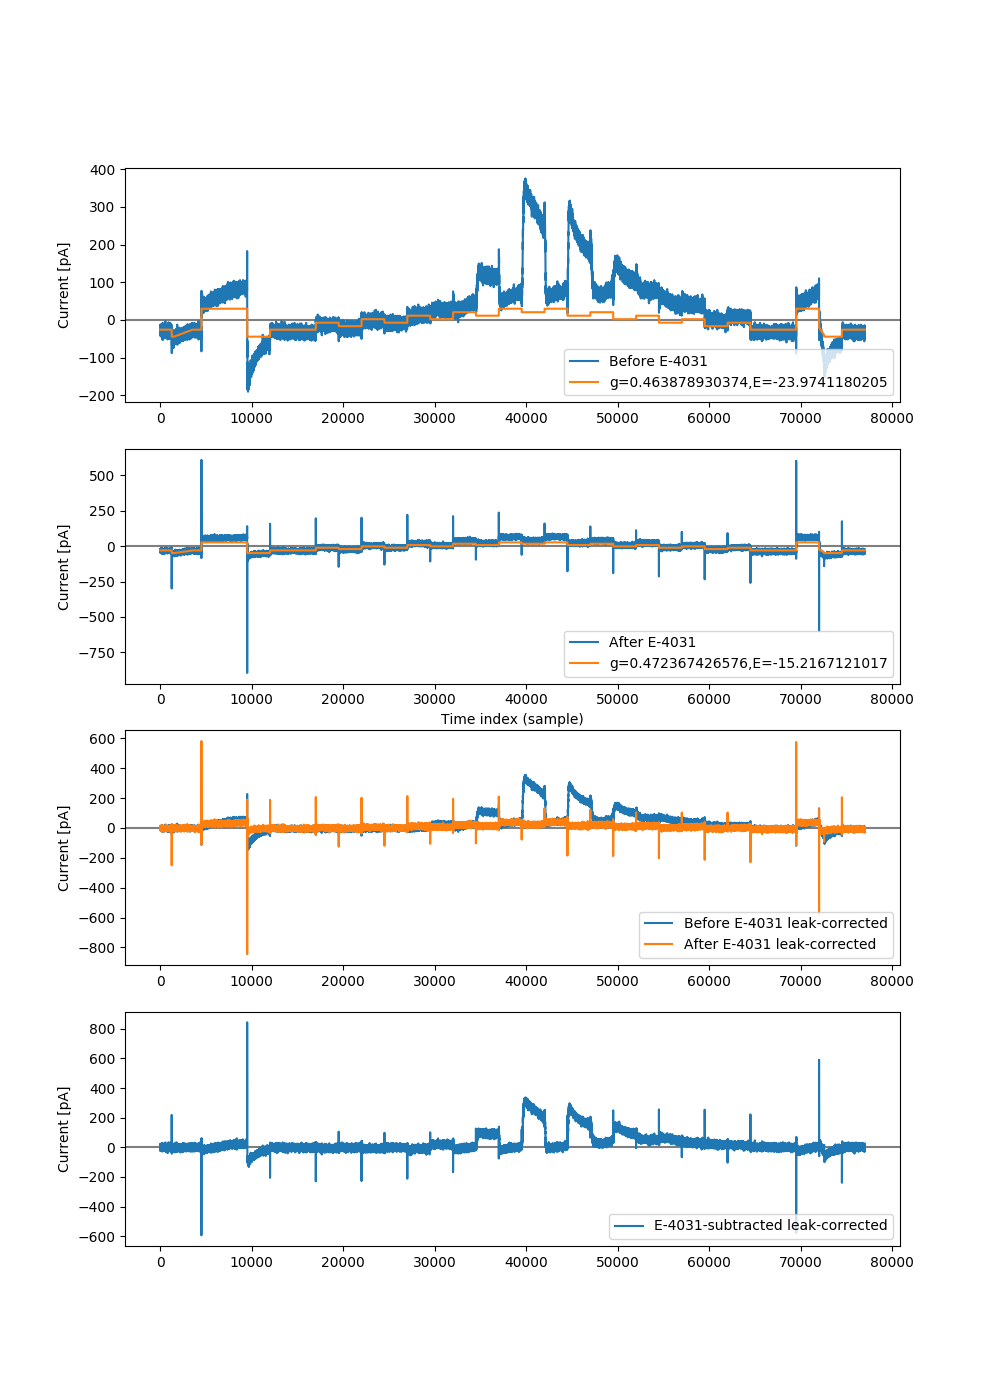 400
300
200
100
0
−100
−200
Current [pA]
Before E-4031
g=0.463878930374,E=-23.9741180205
0 10000 20000 30000 40000 50000 60000 70000 80000
500
250
0
−250
−500
−750
Current [pA]
After E-4031
g=0.472367426576,E=-15.2167121017
0 10000 20000 30000 40000 50000 60000 70000 80000
Time index (sample)
600
400
200
0
−200
−400
−600
−800
Current [pA]
Before E-4031 leak-corrected
After E-4031 leak-corrected
0 10000 20000 30000 40000 50000 60000 70000 80000
800
600
400
200
0
−200
−400
−600
Current [pA]
E-4031-subtracted leak-corrected
0 10000 20000 30000 40000 50000 60000 70000 80000